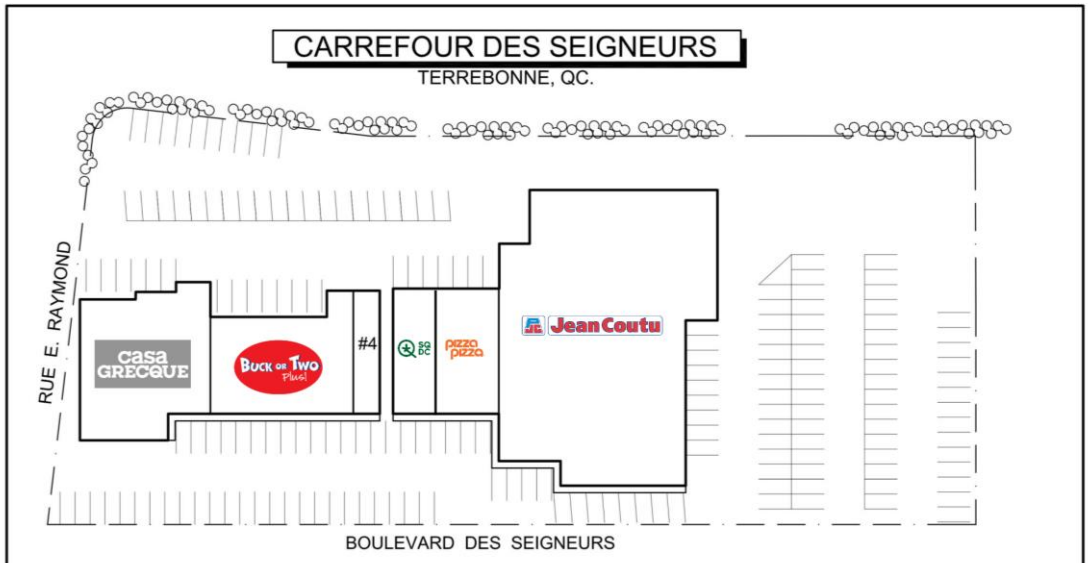 CARREFOUR DES SEIGNEURS
TERREBONNE, QC.
RUE E. RAYMOND
CASA
GRECQUE
BUCK OR TWO
Plus!
#4
SQ
DC
pizza
pizza
PJC Jean Coutu
BOULEVARD DES SEIGNEURS